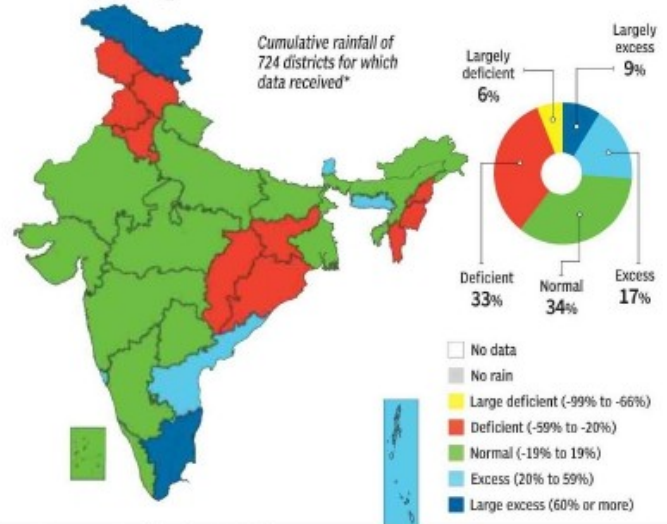 Cumulative rainfall of
724 districts for which
data received*
Largely
deficient
6%
Largely
excess
9%
Deficient
33%
Normal
34%
Excess
17%
No data
No rain
Large deficient (-99% to -66%)
Deficient (-59% to -20%)
Normal (-19% to 19%)
Excess (20% to 59%)
Large excess (60% or more)